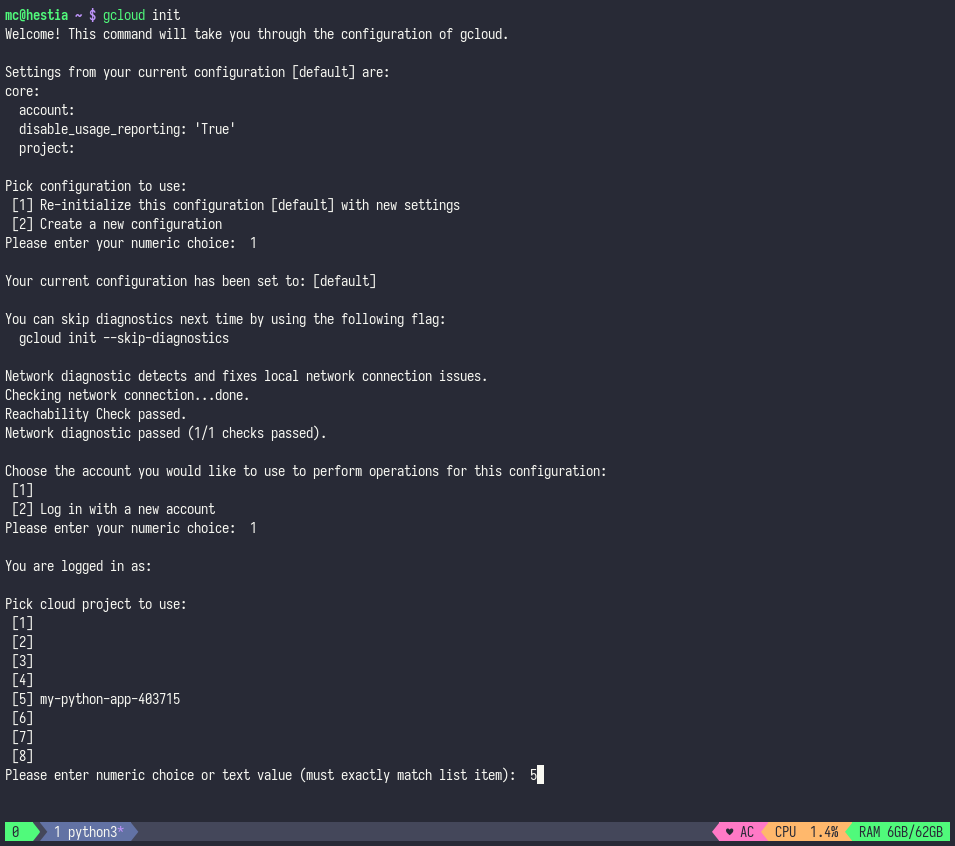 mc@hestia ~ $ gcloud init
Welcome! This command will take you through the configuration of gcloud.
Settings from your current configuration [default] are:
core:
  account:
  disable_usage_reporting: 'True'
  project:
Pick configuration to use:
 [1] Re-initialize this configuration [default] with new settings
 [2] Create a new configuration
Please enter your numeric choice:  1
Your current configuration has been set to: [default]
You can skip diagnostics next time by using the following flag:
  gcloud init --skip-diagnostics
Network diagnostic detects and fixes local network connection issues.
Checking network connection...done.
Reachability Check passed.
Network diagnostic passed (1/1 checks passed).
Choose the account you would like to use to perform operations for this configuration:
 [1]
 [2] Log in with a new account
Please enter your numeric choice:  1
You are logged in as:
Pick cloud project to use:
 [1]
 [2]
 [3]
 [4]
 [5] my-python-app-403715
 [6]
 [7]
 [8]
Please enter numeric choice or text value (must exactly match list item):  5
0 1 python3* ♥ AC CPU 1.4% RAM 6GB/62GB